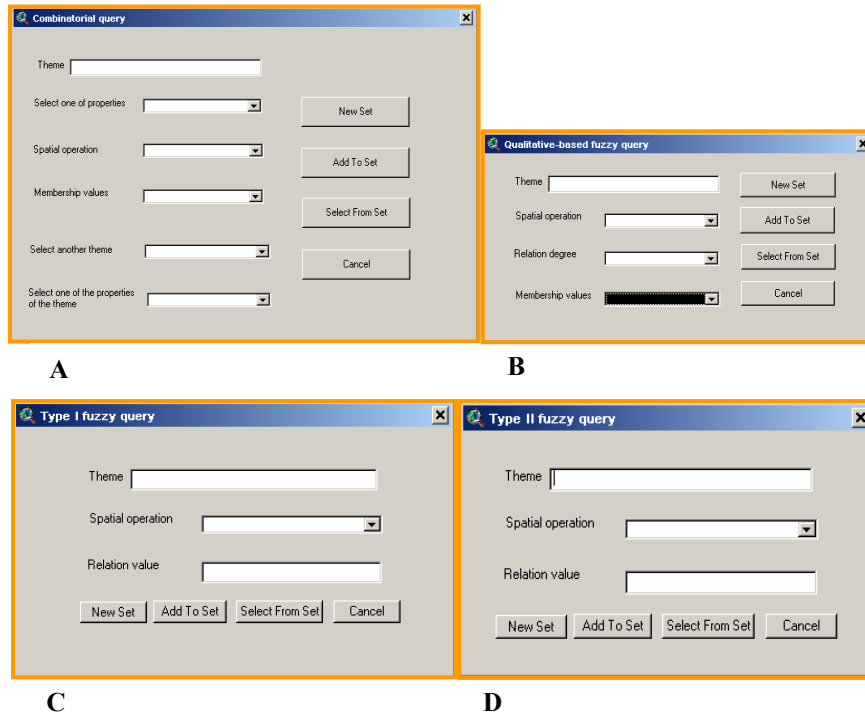 Combinatorial query
Theme
Select one of properties
New Set
Spatial operation
Add To Set
Membership values
Select From Set
Select another theme
Cancel
Select one of the properties
of the theme
A
Qualitative-based fuzzy query
Theme
New Set
Spatial operation
Add To Set
Relation degree
Select From Set
Membership values
Cancel
B
Type I fuzzy query
Theme
Spatial operation
Relation value
New Set Add To Set Select From Set Cancel
C
Type II fuzzy query
Theme
Spatial operation
Relation value
New Set Add To Set Select From Set Cancel
D